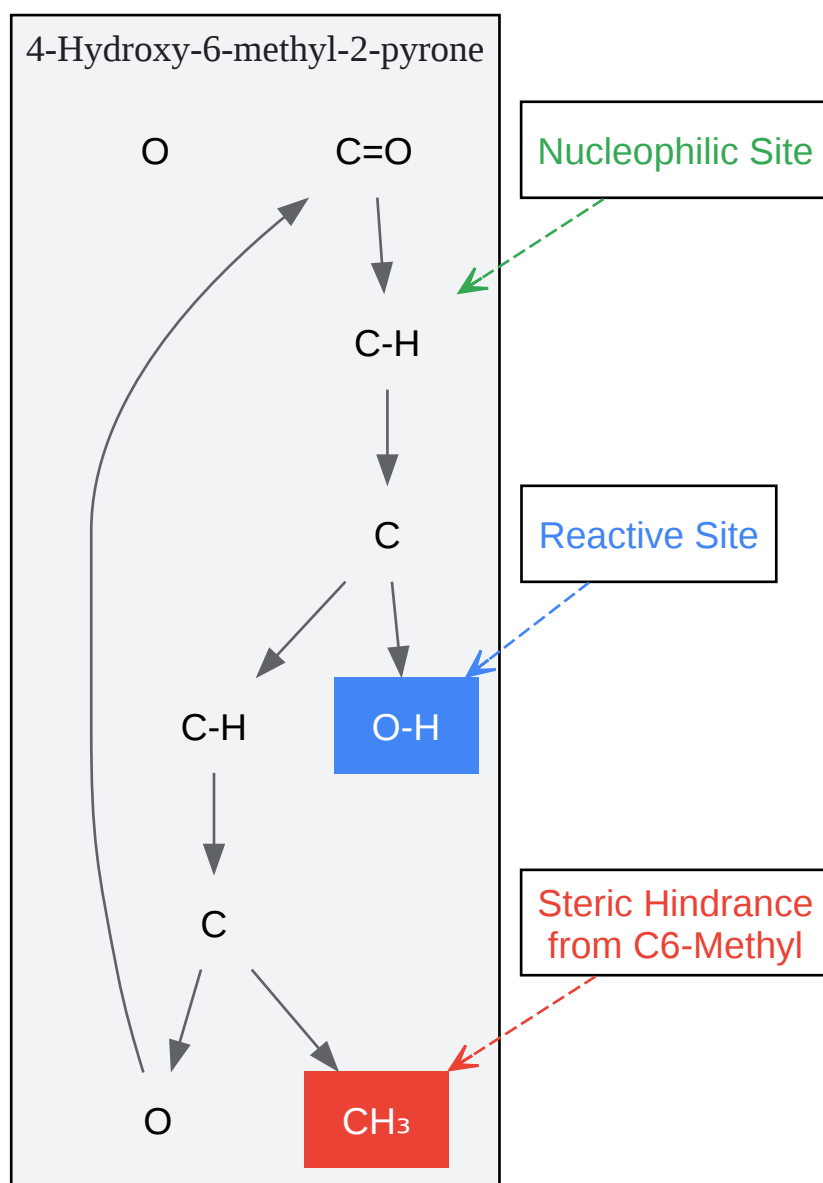 4-Hydroxy-6-methyl-2-pyrone
O
C=O
Nucleophilic Site
C-H
C
Reactive Site
C-H
O-H
C
Steric Hindrance
from C6-Methyl
O
CH₃